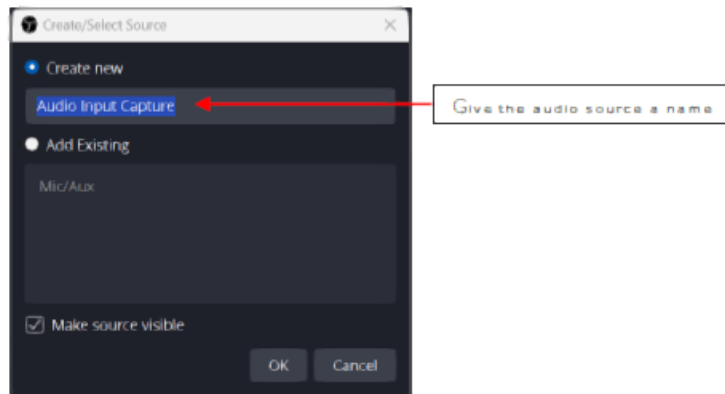 Create/Select Source
Create new
Audio Input Capture
Give the audio source a name
Add Existing
Mic/Aux
Make source visible
OK Cancel